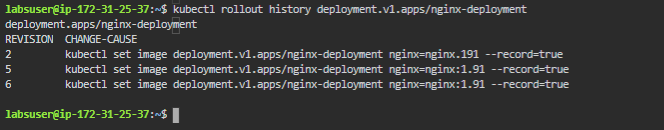 labsuser@ip-172-31-25-37:~$ kubectl rollout history deployment.v1.apps/nginx-deployment
deployment.apps/nginx-deployment
REVISION  CHANGE-CAUSE
2         kubectl set image deployment.v1.apps/nginx-deployment nginx=nginx.191 --record=true
5         kubectl set image deployment.v1.apps/nginx-deployment nginx=nginx:1.91 --record=true
6         kubectl set image deployment.v1.apps/nginx-deployment nginx=nginx:1.91 --record=true
labsuser@ip-172-31-25-37:~$